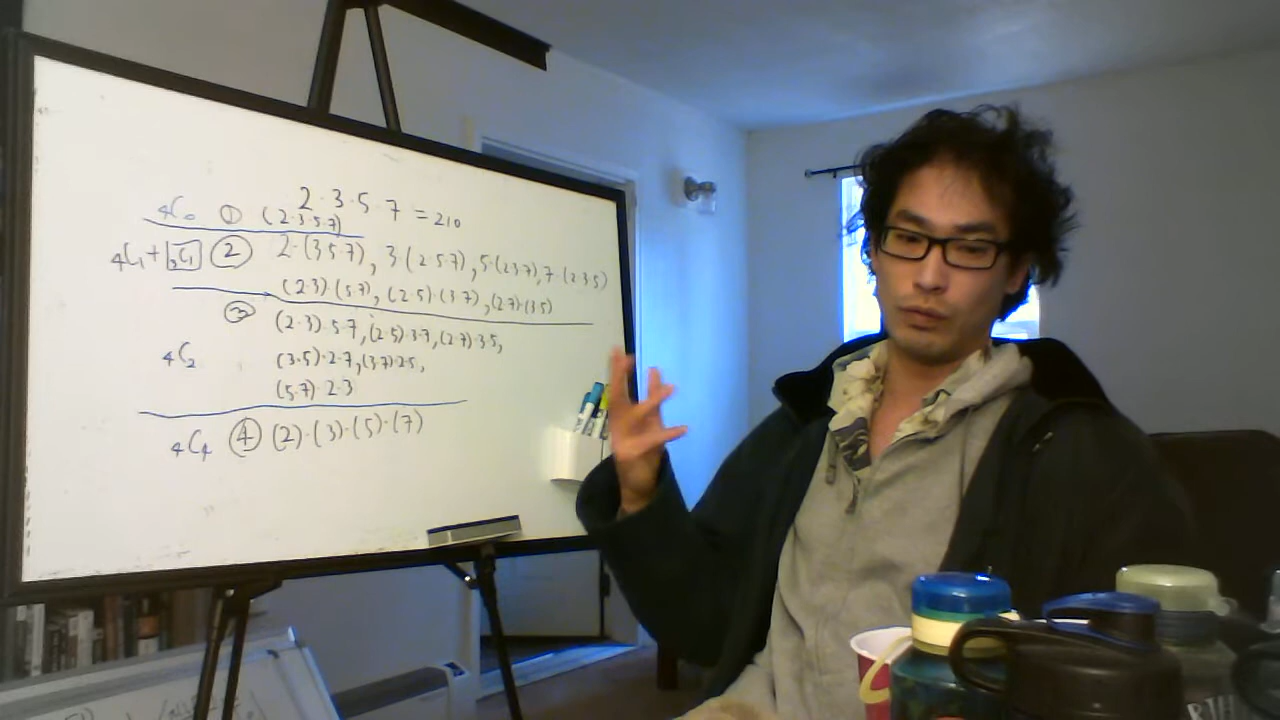 2·3·5·7 = 210
4C0 ① (2·3·5·7)
4C1 + 3C1 ② 2·(3·5·7), 3·(2·5·7), 5·(2·3·7), 7·(2·3·5)
(2·3)·(5·7), (2·5)·(3·7), (2·7)·(3·5)
③ (2·3)·5·7, (2·5)·3·7, (2·7)·3·5,
4C2 (3·5)·2·7, (3·7)·2·5,
(5·7)·2·3
4C4 ④ (2)·(3)·(5)·(7)